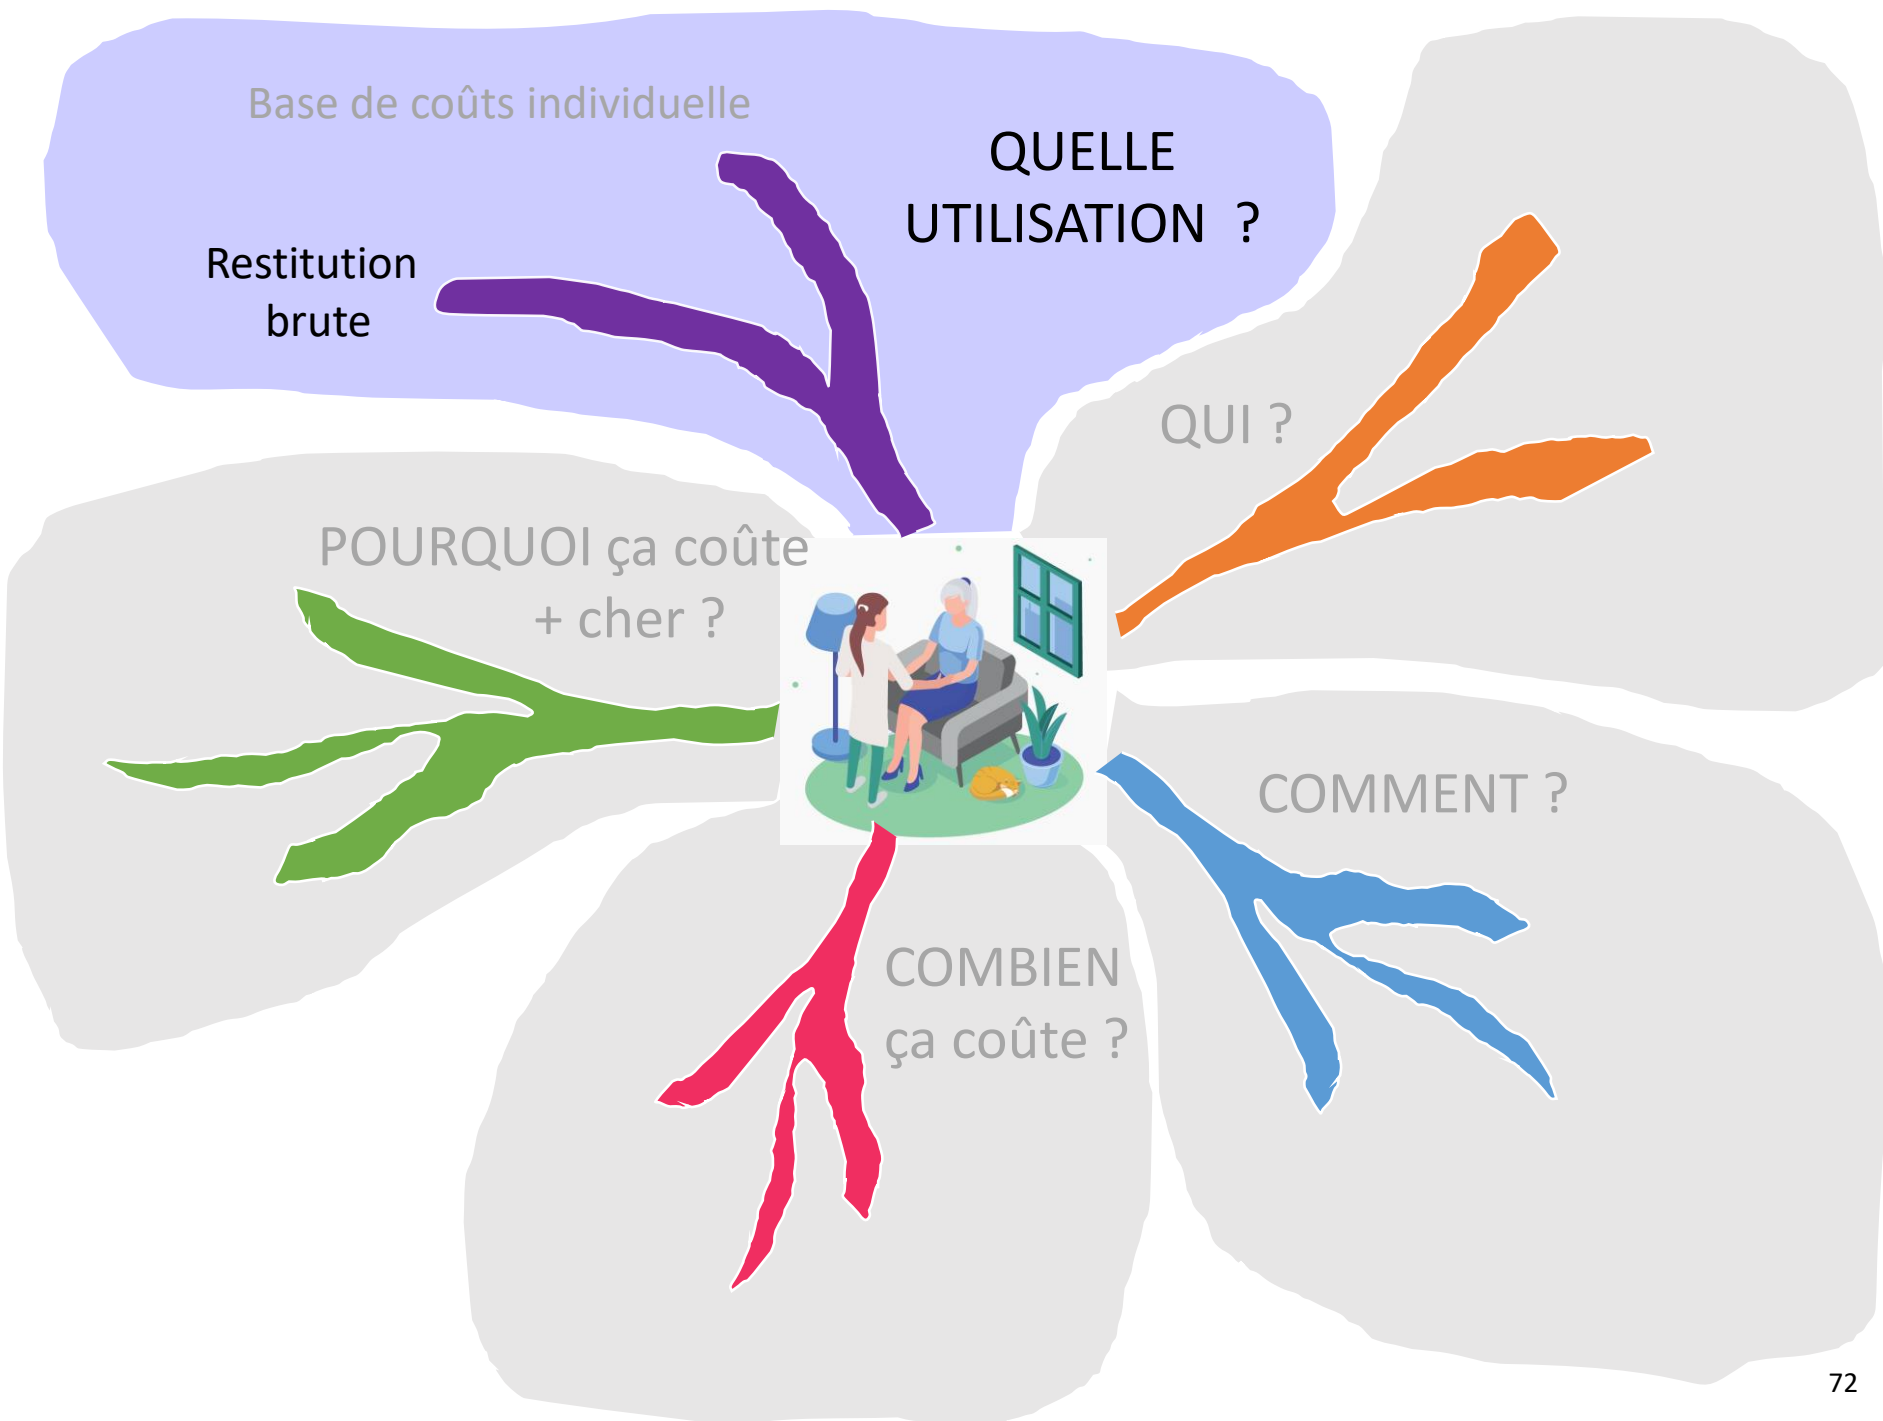 Base de coûts individuelle
QUELLE
UTILISATION ?
Restitution
brute
QUI ?
POURQUOI ça coûte
+ cher ?
COMMENT ?
COMBIEN
ça coûte ?
72